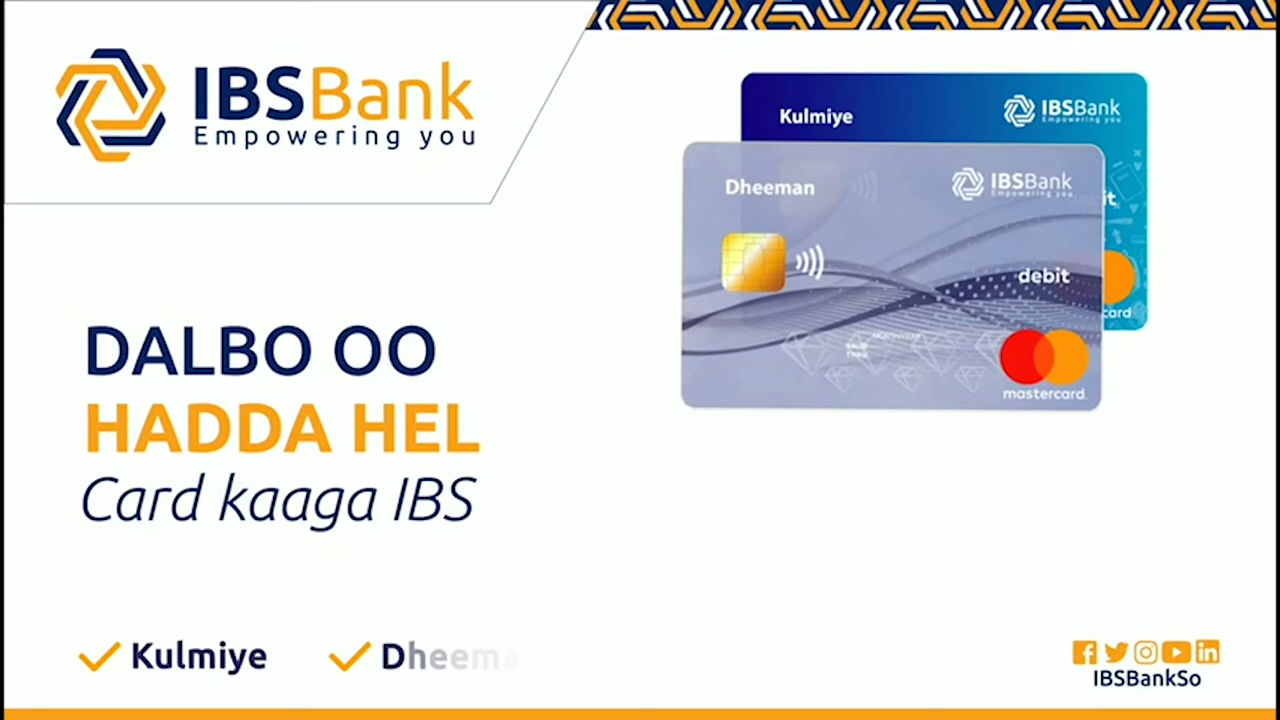 IBSBank
Empowering you
Kulmiye
IBSBank
Empowering you
Dheeman
IBSBank
Empowering you
debit
mastercard.
DALBO OO
HADDA HEL
Card kaaga IBS
Kulmiye
Dheema
IBSBankSo